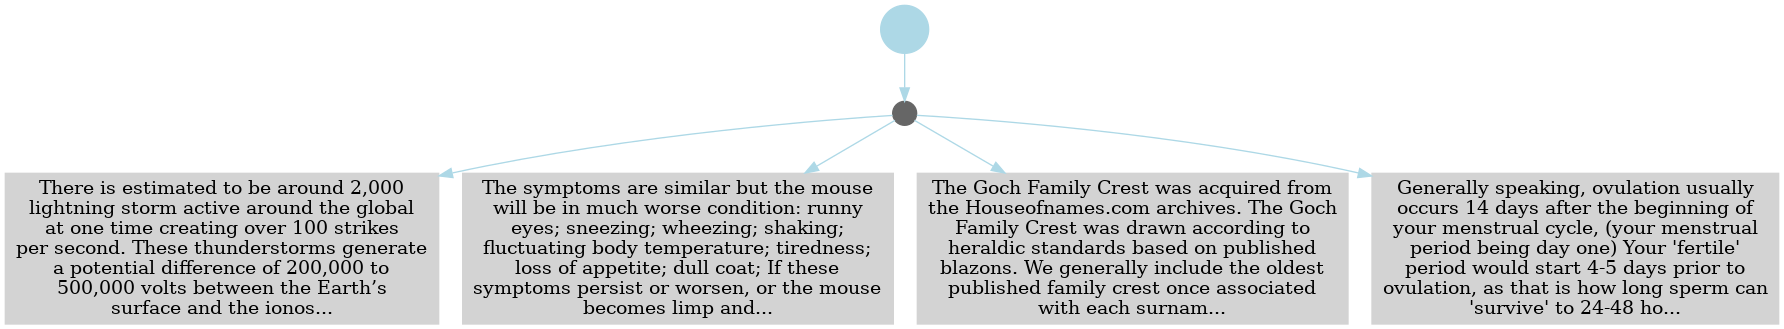 There is estimated to be around 2,000
lightning storm active around the global
at one time creating over 100 strikes
per second. These thunderstorms generate
a potential difference of 200,000 to
500,000 volts between the Earth’s
surface and the ionos...
The symptoms are similar but the mouse
will be in much worse condition: runny
eyes; sneezing; wheezing; shaking;
fluctuating body temperature; tiredness;
loss of appetite; dull coat; If these
symptoms persist or worsen, or the mouse
becomes limp and...
The Goch Family Crest was acquired from
the Houseofnames.com archives. The Goch
Family Crest was drawn according to
heraldic standards based on published
blazons. We generally include the oldest
published family crest once associated
with each surnam...
Generally speaking, ovulation usually
occurs 14 days after the beginning of
your menstrual cycle, (your menstrual
period being day one) Your 'fertile'
period would start 4-5 days prior to
ovulation, as that is how long sperm can
'survive' to 24-48 ho...